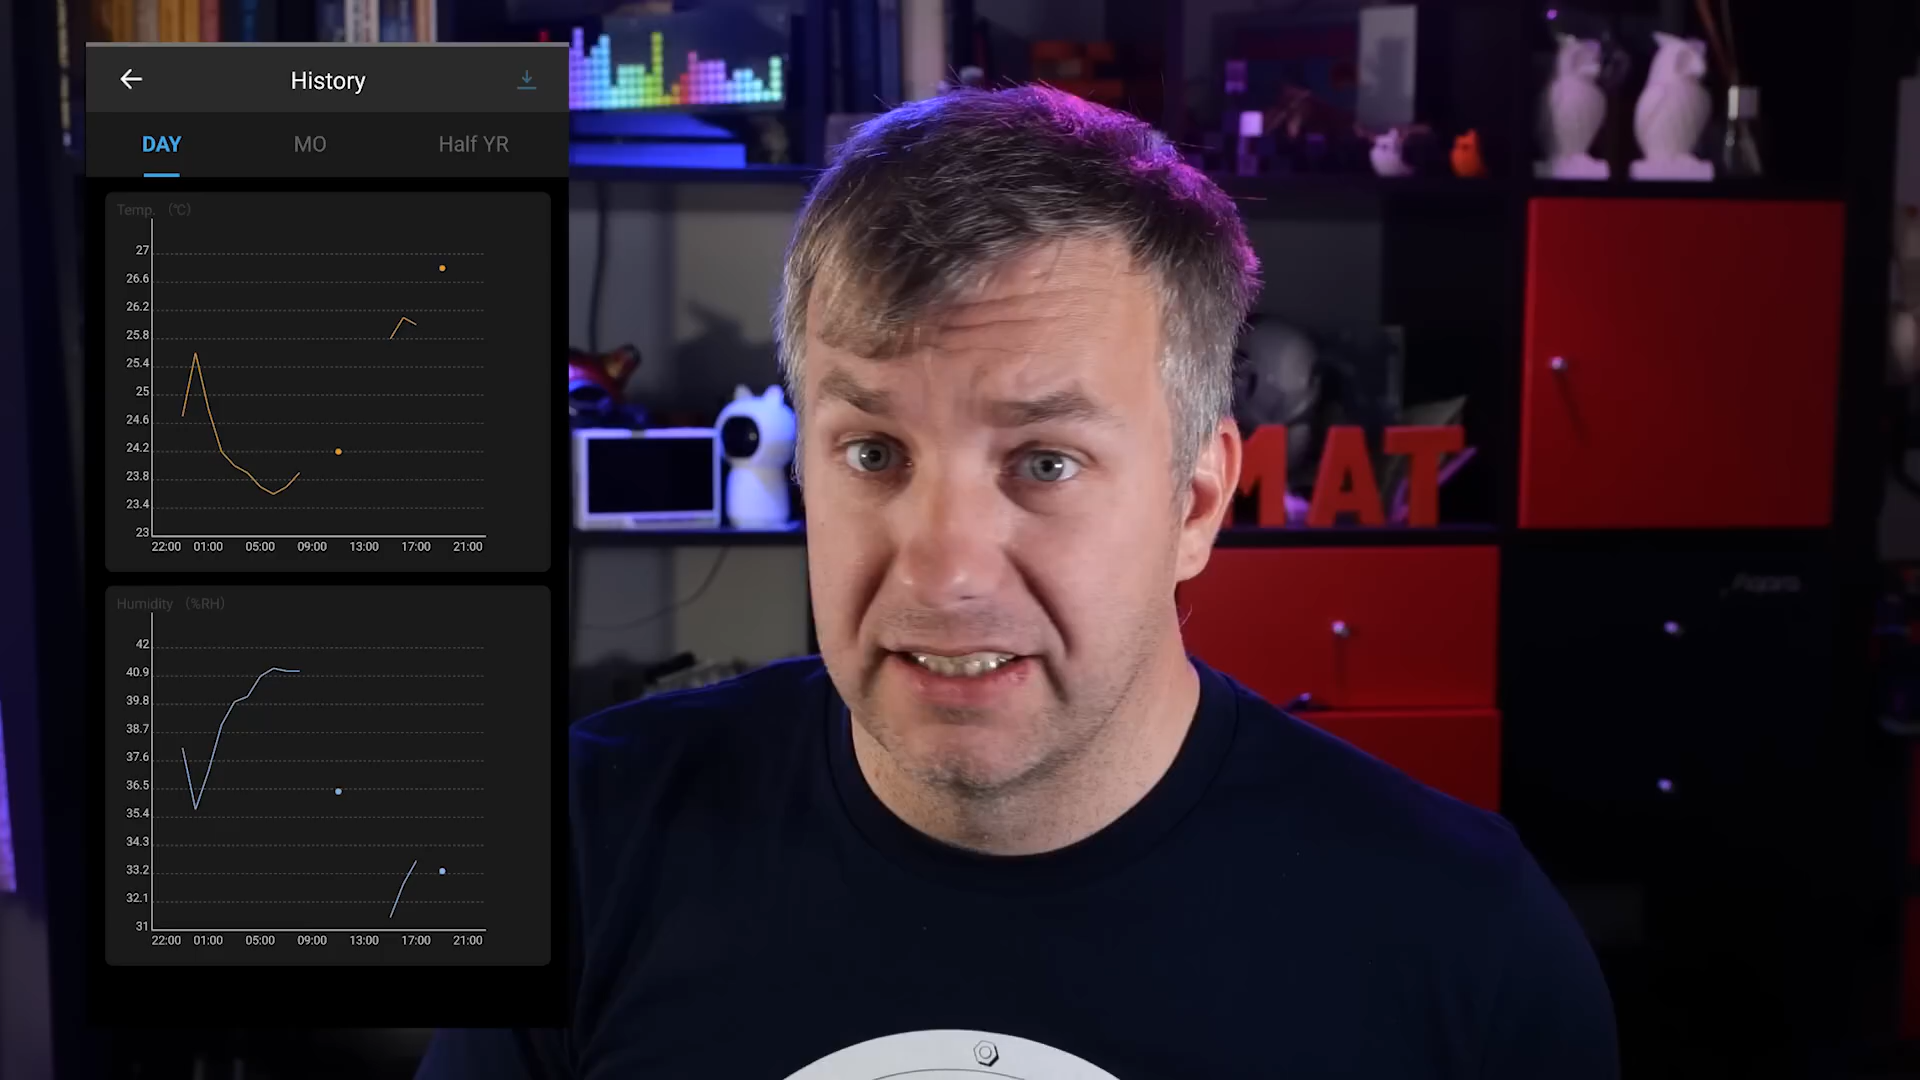 History
DAY MO Half YR
Temp. (℃)
27
26.6
26.2
25.8
25.4
25
24.6
24.2
23.8
23.4
23
22:00 01:00 05:00 09:00 13:00 17:00 21:00
Humidity (%RH)
42
40.9
39.8
38.7
37.6
36.5
35.4
34.3
33.2
32.1
31
22:00 01:00 05:00 09:00 13:00 17:00 21:00
MAT
Aqara